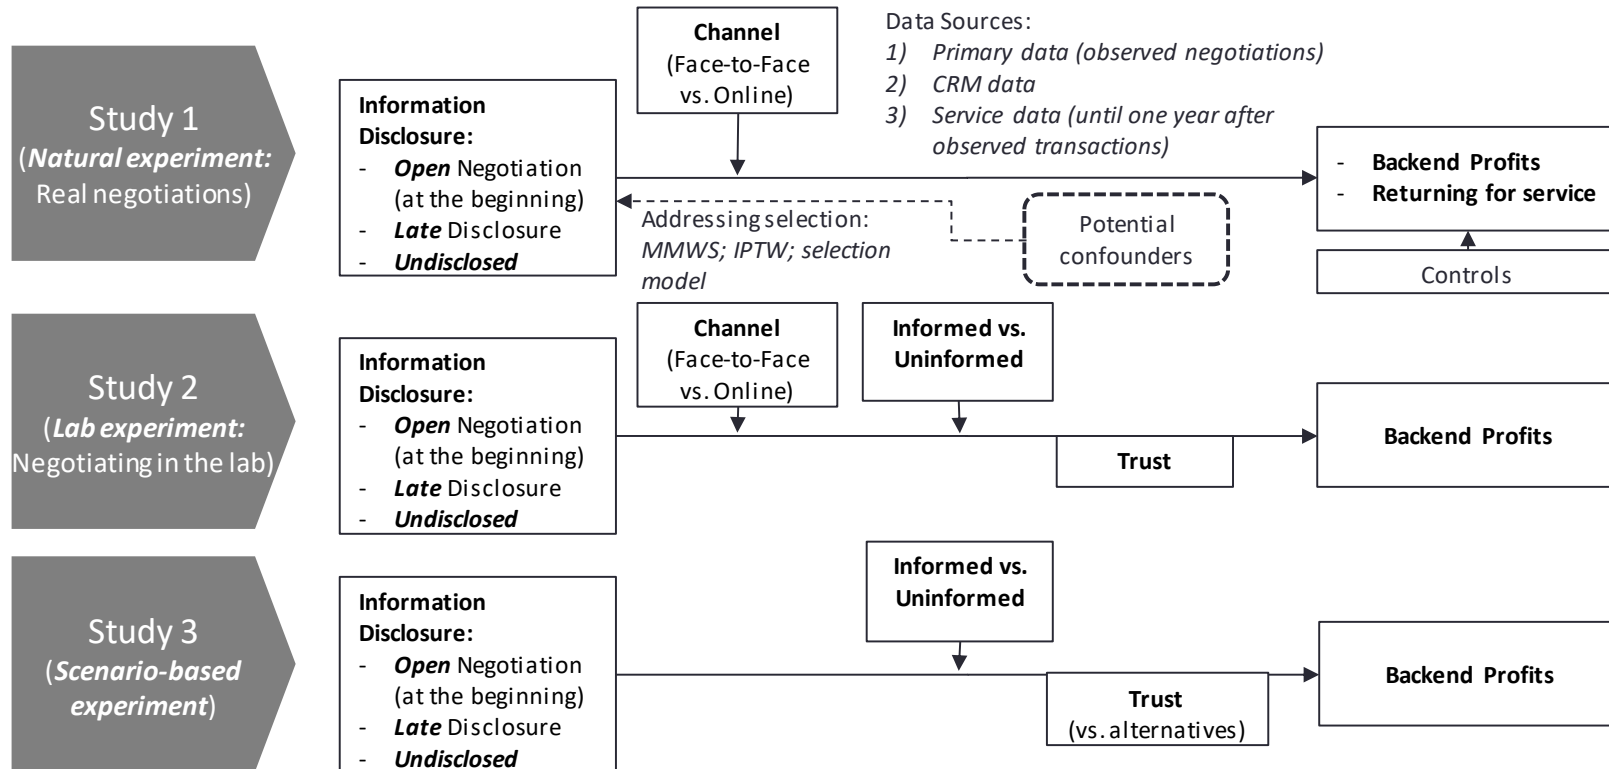 Study 1
(Natural experiment:
Real negotiations)
Information
Disclosure:
- Open Negotiation
(at the beginning)
- Late Disclosure
- Undisclosed
Channel
(Face-to-Face
vs. Online)
Data Sources:
1) Primary data (observed negotiations)
2) CRM data
3) Service data (until one year after
observed transactions)
Addressing selection:
MMWS; IPTW; selection
model
Potential
confounders
- Backend Profits
- Returning for service
Controls
Study 2
(Lab experiment:
Negotiating in the lab)
Information
Disclosure:
- Open Negotiation
(at the beginning)
- Late Disclosure
- Undisclosed
Channel
(Face-to-Face
vs. Online)
Informed vs.
Uninformed
Trust
Backend Profits
Study 3
(Scenario-based
experiment)
Information
Disclosure:
- Open Negotiation
(at the beginning)
- Late Disclosure
- Undisclosed
Informed vs.
Uninformed
Trust
(vs. alternatives)
Backend Profits